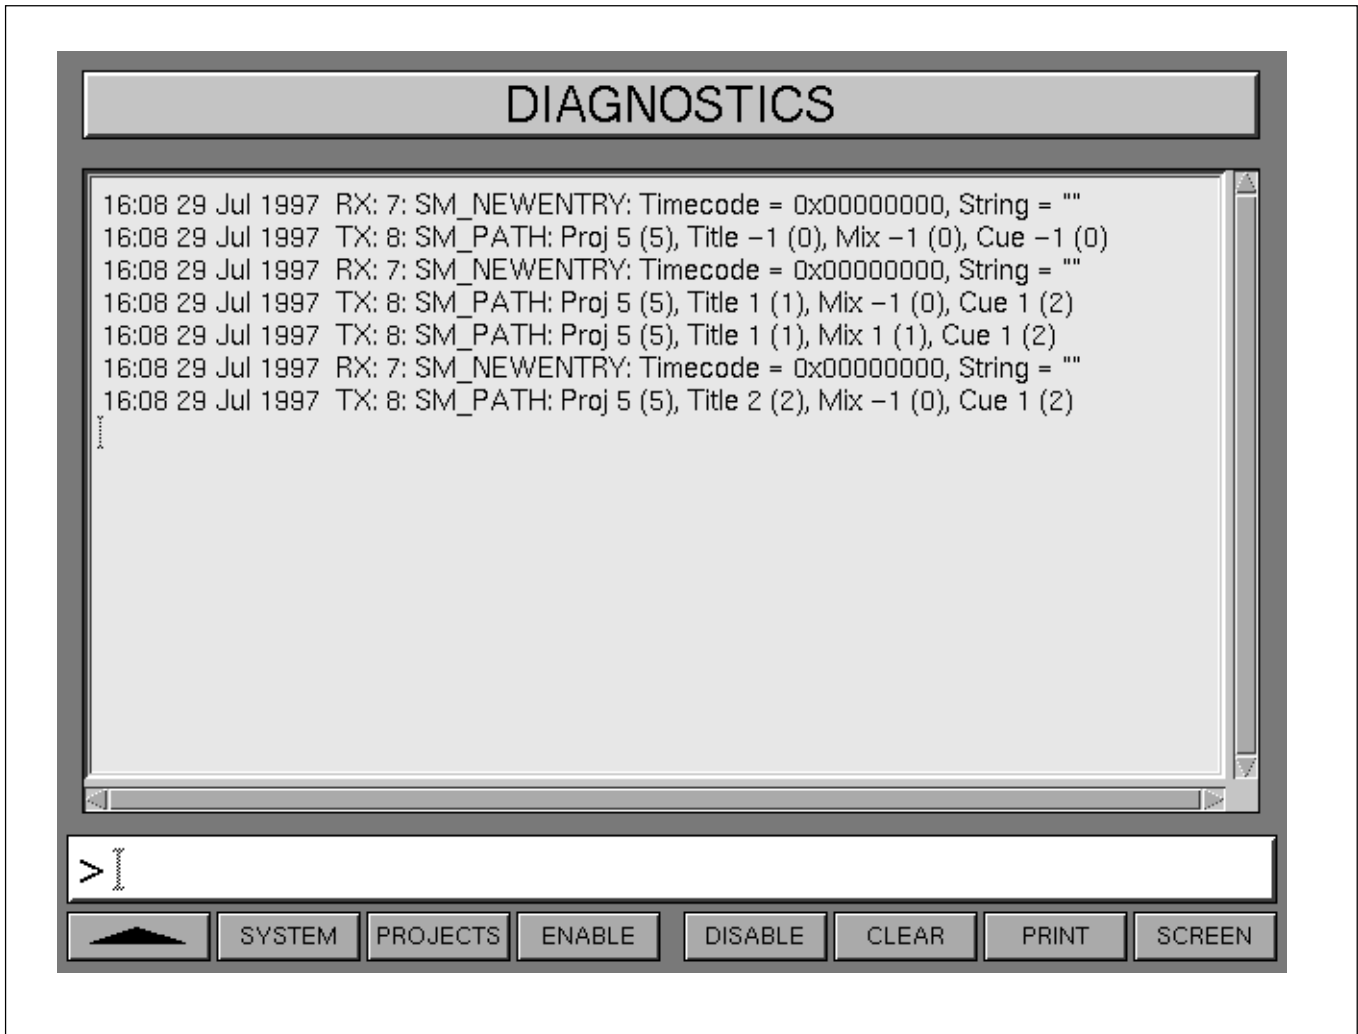 DIAGNOSTICS
16:08 29 Jul 1997 RX: 7: SM_NEWENTRY: Timecode = 0x00000000, String = ""
16:08 29 Jul 1997 TX: 8: SM_PATH: Proj 5 (5), Title −1 (0), Mix −1 (0), Cue −1 (0)
16:08 29 Jul 1997 RX: 7: SM_NEWENTRY: Timecode = 0x00000000, String = ""
16:08 29 Jul 1997 TX: 8: SM_PATH: Proj 5 (5), Title 1 (1), Mix −1 (0), Cue 1 (2)
16:08 29 Jul 1997 TX: 8: SM_PATH: Proj 5 (5), Title 1 (1), Mix 1 (1), Cue 1 (2)
16:08 29 Jul 1997 RX: 7: SM_NEWENTRY: Timecode = 0x00000000, String = ""
16:08 29 Jul 1997 TX: 8: SM_PATH: Proj 5 (5), Title 2 (2), Mix −1 (0), Cue 1 (2)
>
SYSTEM PROJECTS ENABLE DISABLE CLEAR PRINT SCREEN